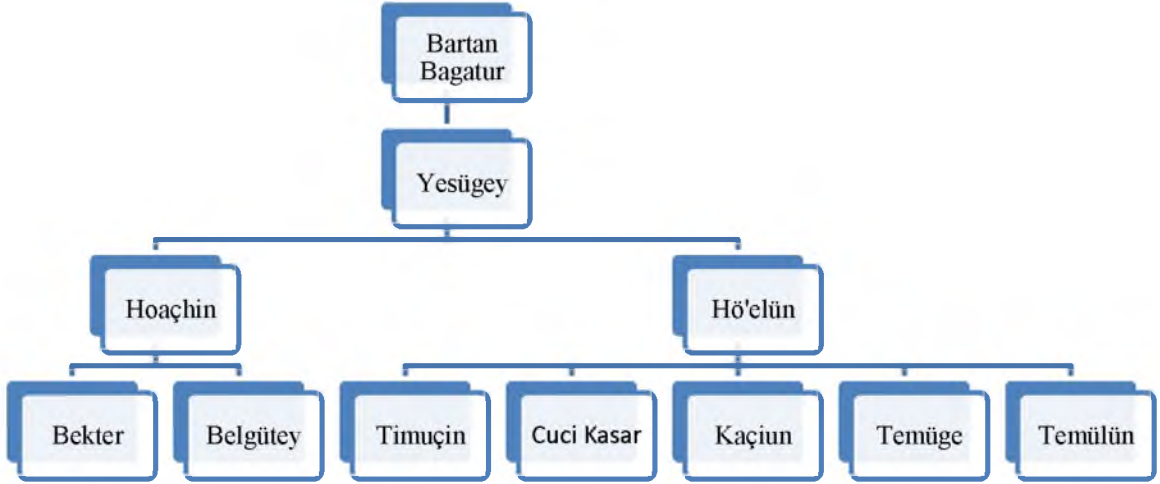 Bartan
Bagatur
Yesügey
Hoaçhin
Hö'elün
Bekter
Belgütey
Timuçin
Cuci Kasar
Kaçiun
Temüge
Temülün